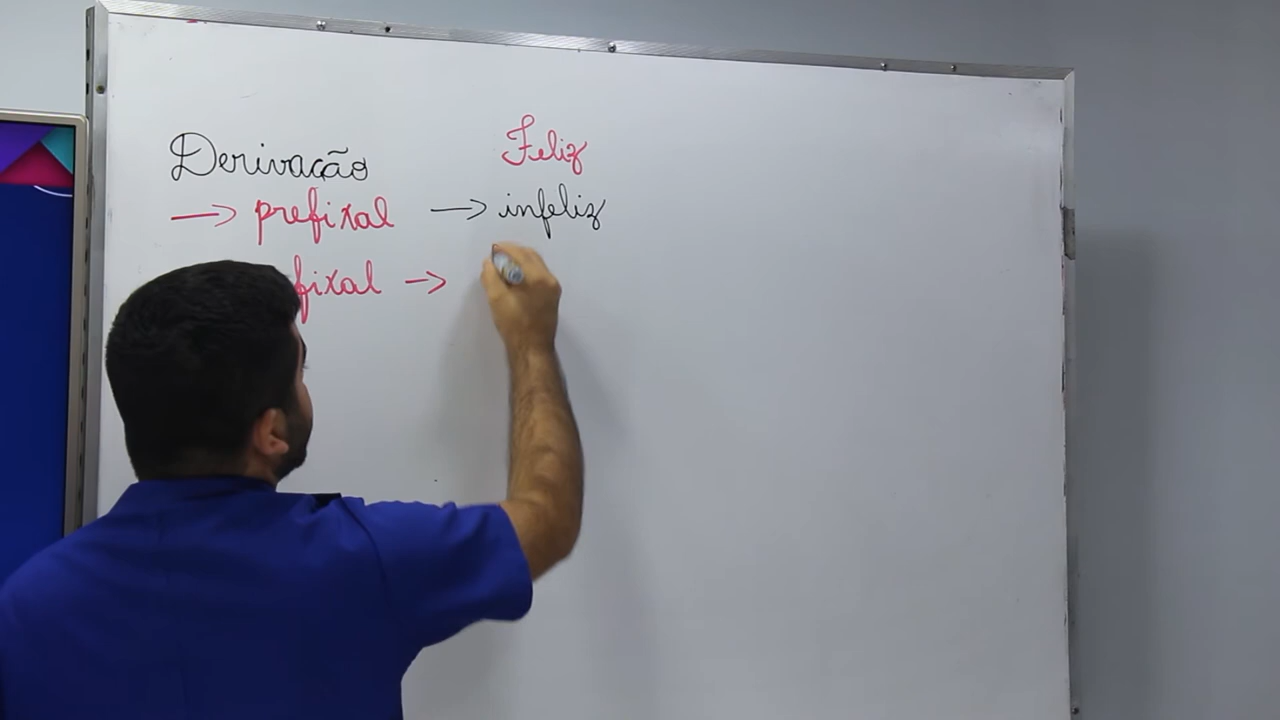 Feliz
Derivação
→ prefixal → infeliz
fixal →